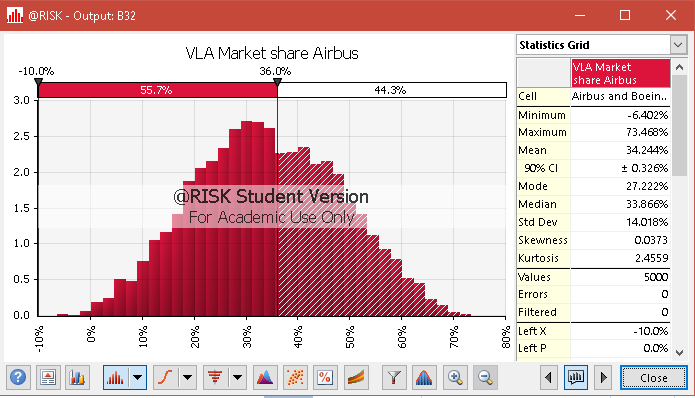 @RISK - Output: B32
VLA Market share Airbus
-10.0% 36.0%
55.7% 44.3%
3.0
2.5
2.0
1.5
1.0
0.5
0.0
@RISK Student Version
For Academic Use Only
-10% 0% 10% 20% 30% 40% 50% 60% 70% 80%
Statistics Grid
VLA Market
share Airbus
Cell Airbus and Boein..
Minimum -6.402%
Maximum 73.468%
Mean 34.244%
90% CI ± 0.326%
Mode 27.222%
Median 33.866%
Std Dev 14.018%
Skewness 0.0373
Kurtosis 2.4559
Values 5000
Errors 0
Filtered 0
Left X -10.0%
Left P 0.0%
Close